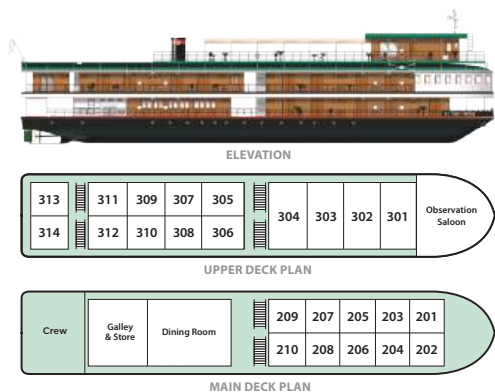 ELEVATION
313 311 309 307 305
304 303 302 301
Observation
Saloon
314 312 310 308 306
UPPER DECK PLAN
209 207 205 203 201
Crew
Galley
& Store
Dining Room
210 208 206 204 202
MAIN DECK PLAN